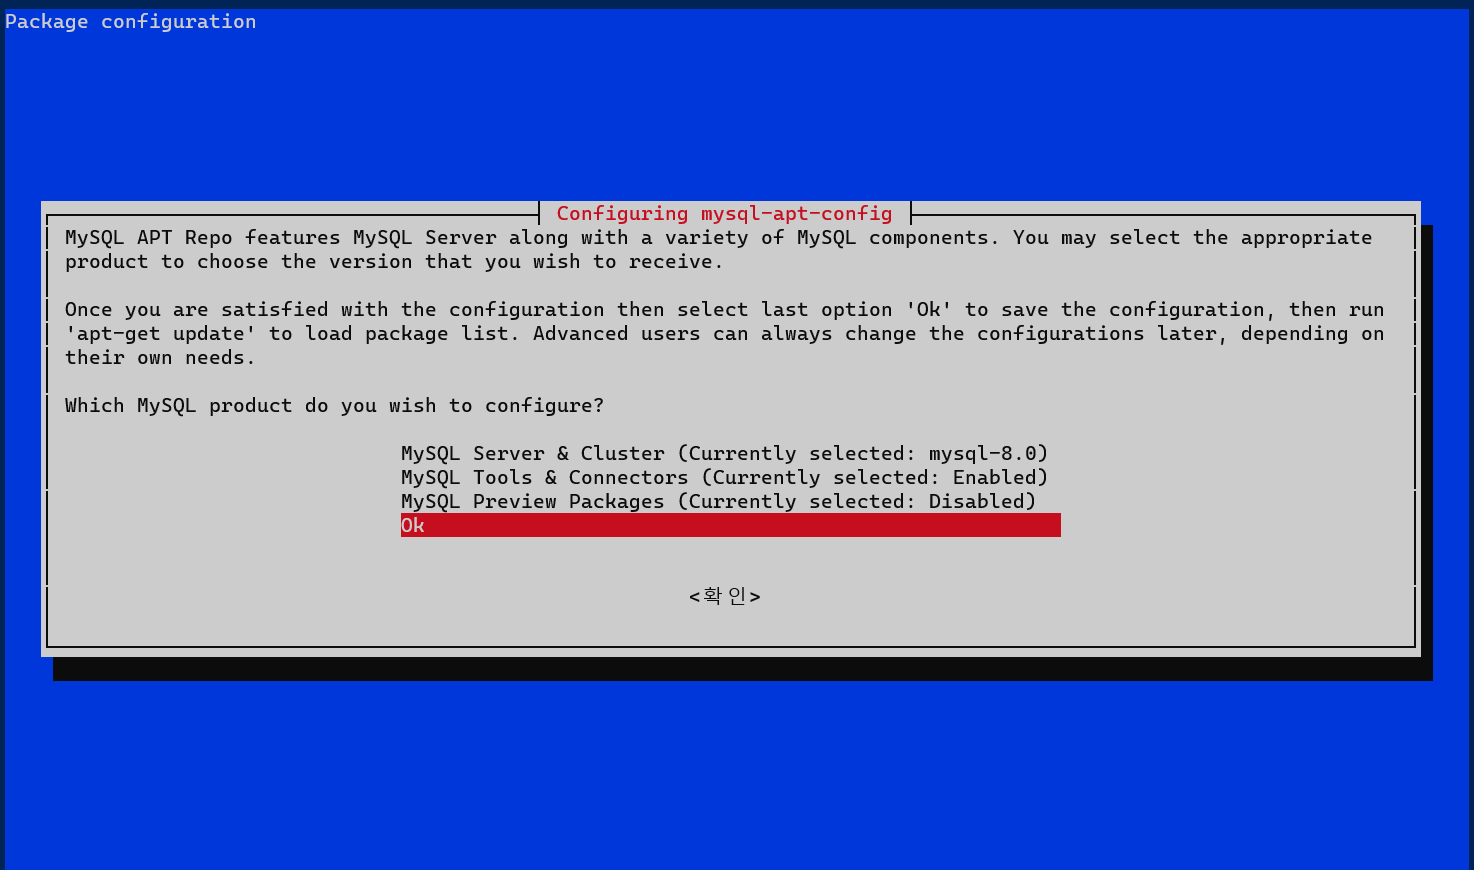 Package configuration
Configuring mysql-apt-config
MySQL APT Repo features MySQL Server along with a variety of MySQL components. You may select the appropriate
product to choose the version that you wish to receive.
Once you are satisfied with the configuration then select last option 'Ok' to save the configuration, then run
'apt-get update' to load package list. Advanced users can always change the configurations later, depending on
their own needs.
Which MySQL product do you wish to configure?
MySQL Server & Cluster (Currently selected: mysql-8.0)
MySQL Tools & Connectors (Currently selected: Enabled)
MySQL Preview Packages (Currently selected: Disabled)
Ok
<확인>